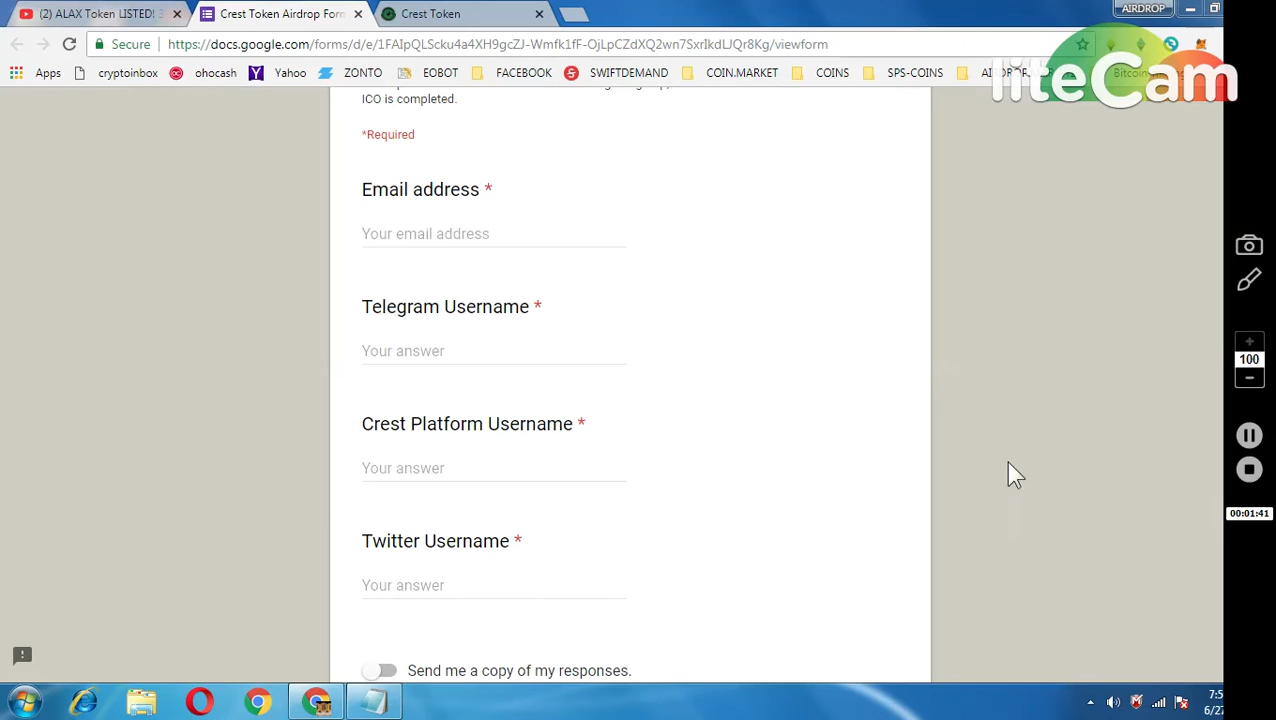 (2) ALAX Token LISTED!
Crest Token Airdrop For
Crest Token
AIRDROP
Secure
https://docs.google.com/forms/d/e/1FAIpQLScku4a4XH9gcZJ-Wmfk1fF-OjLpCZdXQ2wn7SxrIkdLJQr8Kg/viewform
Apps
cryptoinbox
ohocash
Yahoo
ZONTO
EOBOT
FACEBOOK
SWIFTDEMAND
COIN.MARKET
COINS
SPS-COINS
liteCam
ICO is completed.
*Required
Email address *
Your email address
Telegram Username *
Your answer
Crest Platform Username *
Your answer
Twitter Username *
Your answer
Send me a copy of my responses.
100
00:01:41